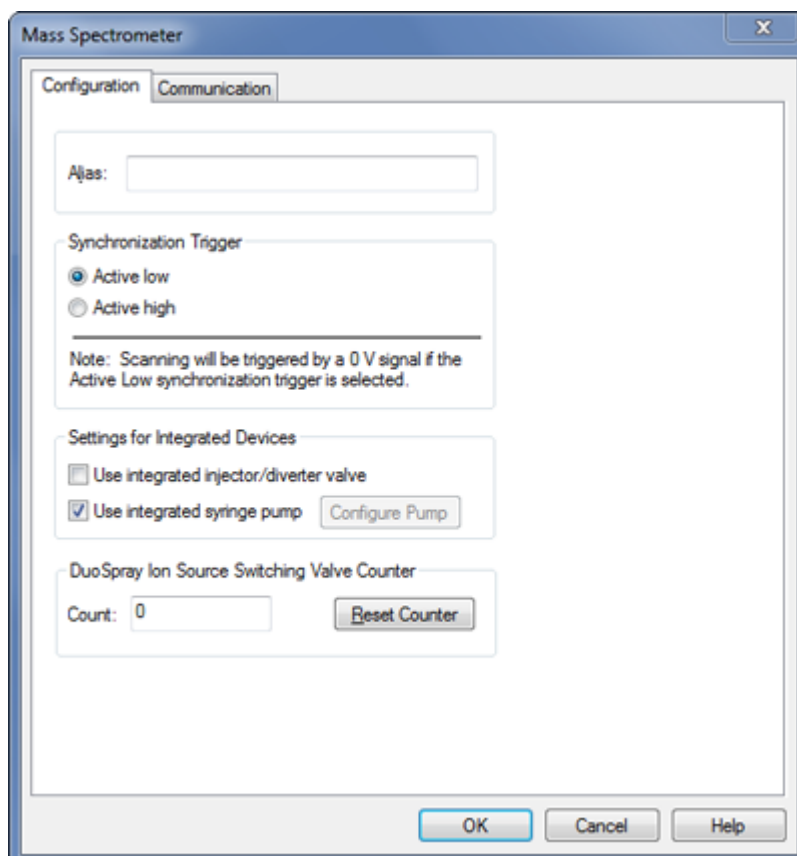 Mass Spectrometer
Configuration
Communication
Alias:
Synchronization Trigger
Active low
Active high
Note: Scanning will be triggered by a 0 V signal if the
Active Low synchronization trigger is selected.
Settings for Integrated Devices
Use integrated injector/diverter valve
Use integrated syringe pump
Configure Pump
DuoSpray Ion Source Switching Valve Counter
Count: 0
Reset Counter
OK
Cancel
Help